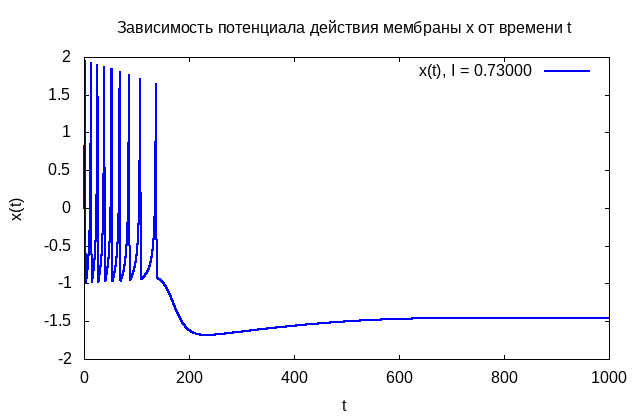 Зависимость потенциала действия мембраны x от времени t
x(t), I = 0.73000
2
1.5
1
0.5
0
-0.5
-1
-1.5
-2
x(t)
0 200 400 600 800 1000
t